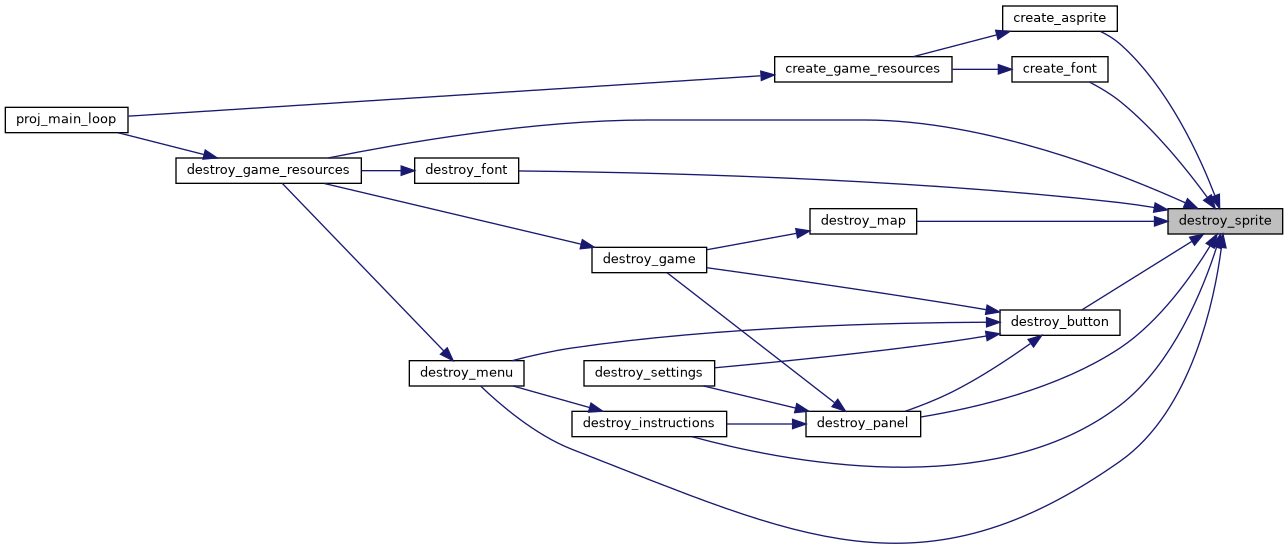 create_asprite
create_game_resources
create_font
proj_main_loop
destroy_game_resources
destroy_font
destroy_map
destroy_sprite
destroy_game
destroy_button
destroy_menu
destroy_settings
destroy_instructions
destroy_panel